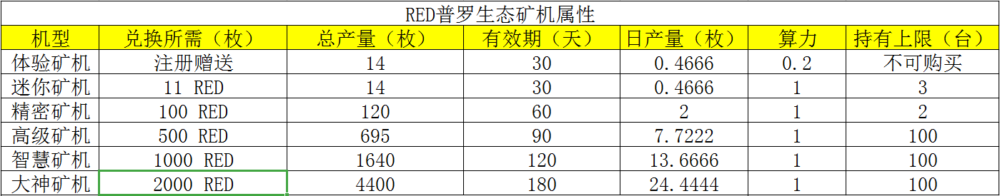 RED普罗生态矿机属性
机型 兑换所需（枚） 总产量（枚） 有效期（天） 日产量（枚） 算力 持有上限（台）
体验矿机 注册赠送 14 30 0.4666 0.2 不可购买
迷你矿机 11 RED 14 30 0.4666 1 3
精密矿机 100 RED 120 60 2 1 2
高级矿机 500 RED 695 90 7.7222 1 100
智慧矿机 1000 RED 1640 120 13.6666 1 100
大神矿机 2000 RED 4400 180 24.4444 1 100